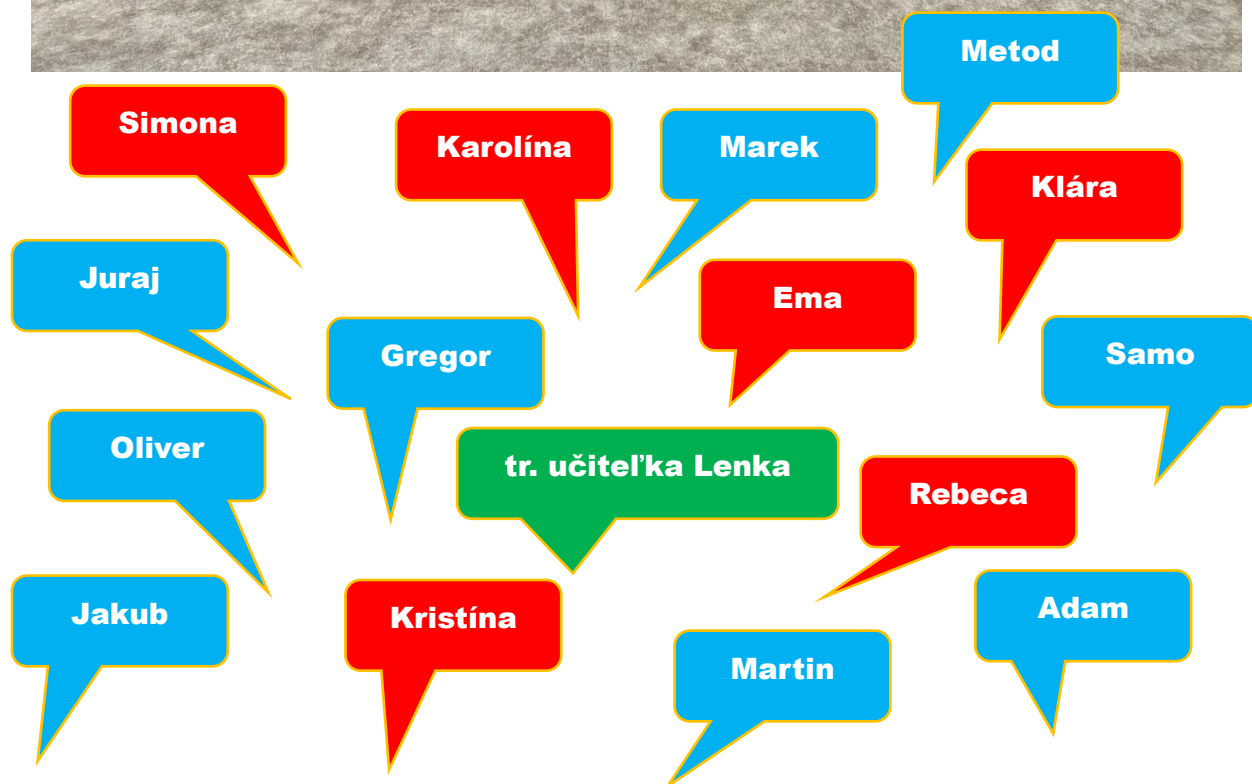 Metod
Simona
Karolína
Marek
Klára
Juraj
Ema
Gregor
Samo
Oliver
tr. učiteľka Lenka
Rebeca
Jakub
Kristína
Adam
Martin